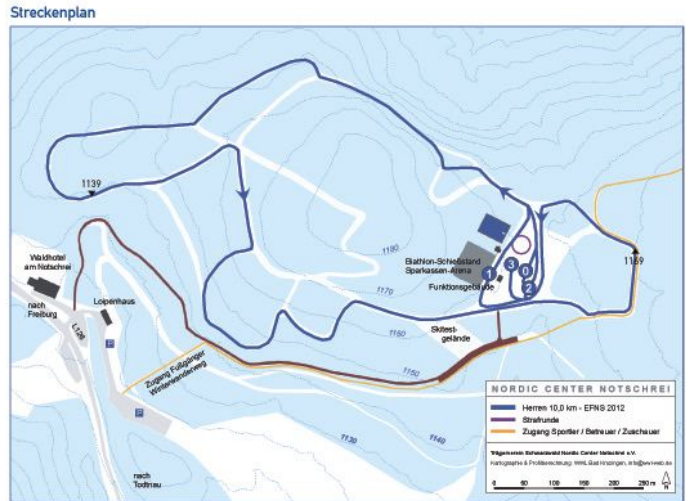 Streckenplan
1139
1180
1170
1160
1150
1140
1130
1169
Biathlon-Schießstand
Sparkassen-Arena
Funktionsgebäude
1
3
0
2
Waldhotel
am Notschrei
nach
Freiburg
Loipenhaus
L126
P
P
Zugang Fußgänger
Winterwanderweg
Skitest-
gelände
nach
Todtnau
NORDIC CENTER NOTSCHREI
Herren 10,0 km - EFNS 2012
Strafrunde
Zugang Sportler / Betreuer / Zuschauer
Trägerverein Schwarzwald Nordic Center Notschrei e.V.
0 50 100 150 200 250 m
N